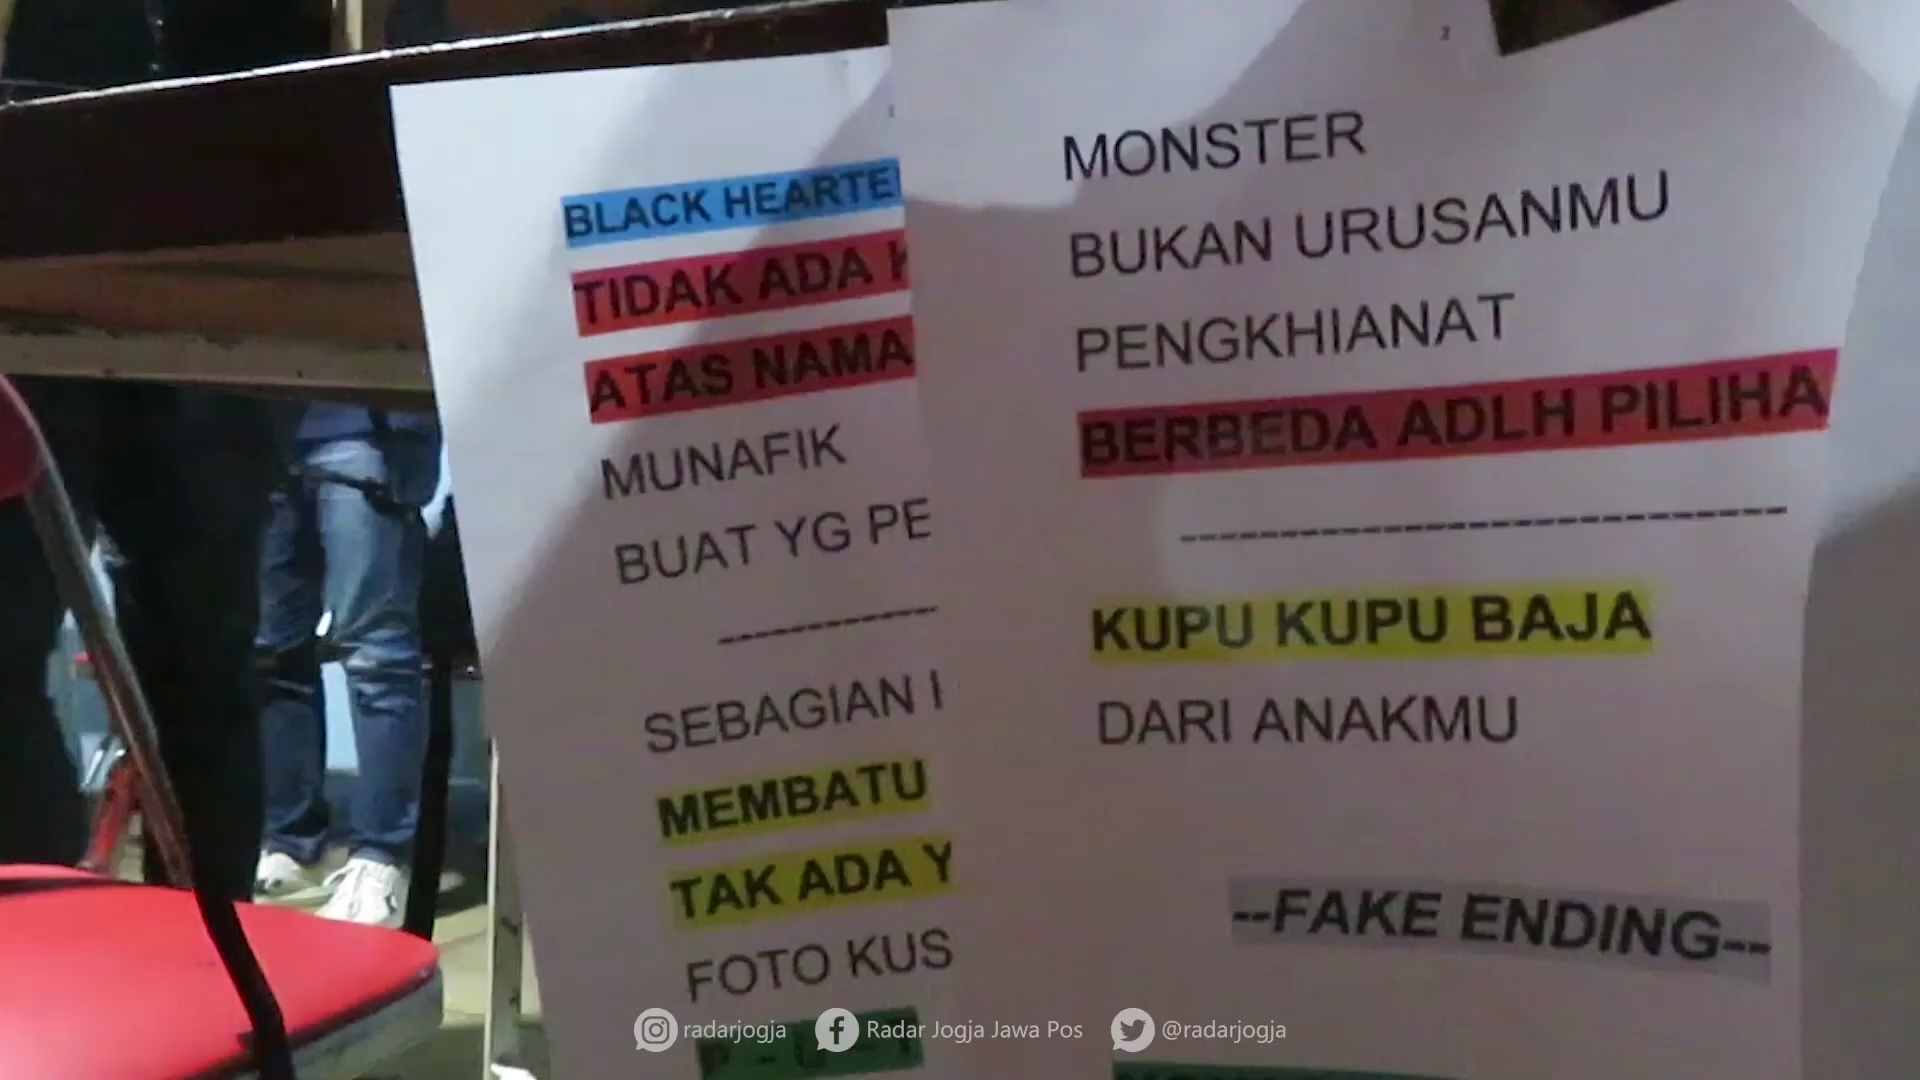 BLACK HEARTE
TIDAK ADA K
ATAS NAMA
MUNAFIK
BUAT YG PE
------------
SEBAGIAN I
MEMBATU
TAK ADA Y
FOTO KUS
P - U -
2
MONSTER
BUKAN URUSANMU
PENGKHIANAT
BERBEDA ADLH PILIHA
--------------------------
KUPU KUPU BAJA
DARI ANAKMU
--FAKE ENDING--
radarjogja
Radar Jogja Jawa Pos
@radarjogja